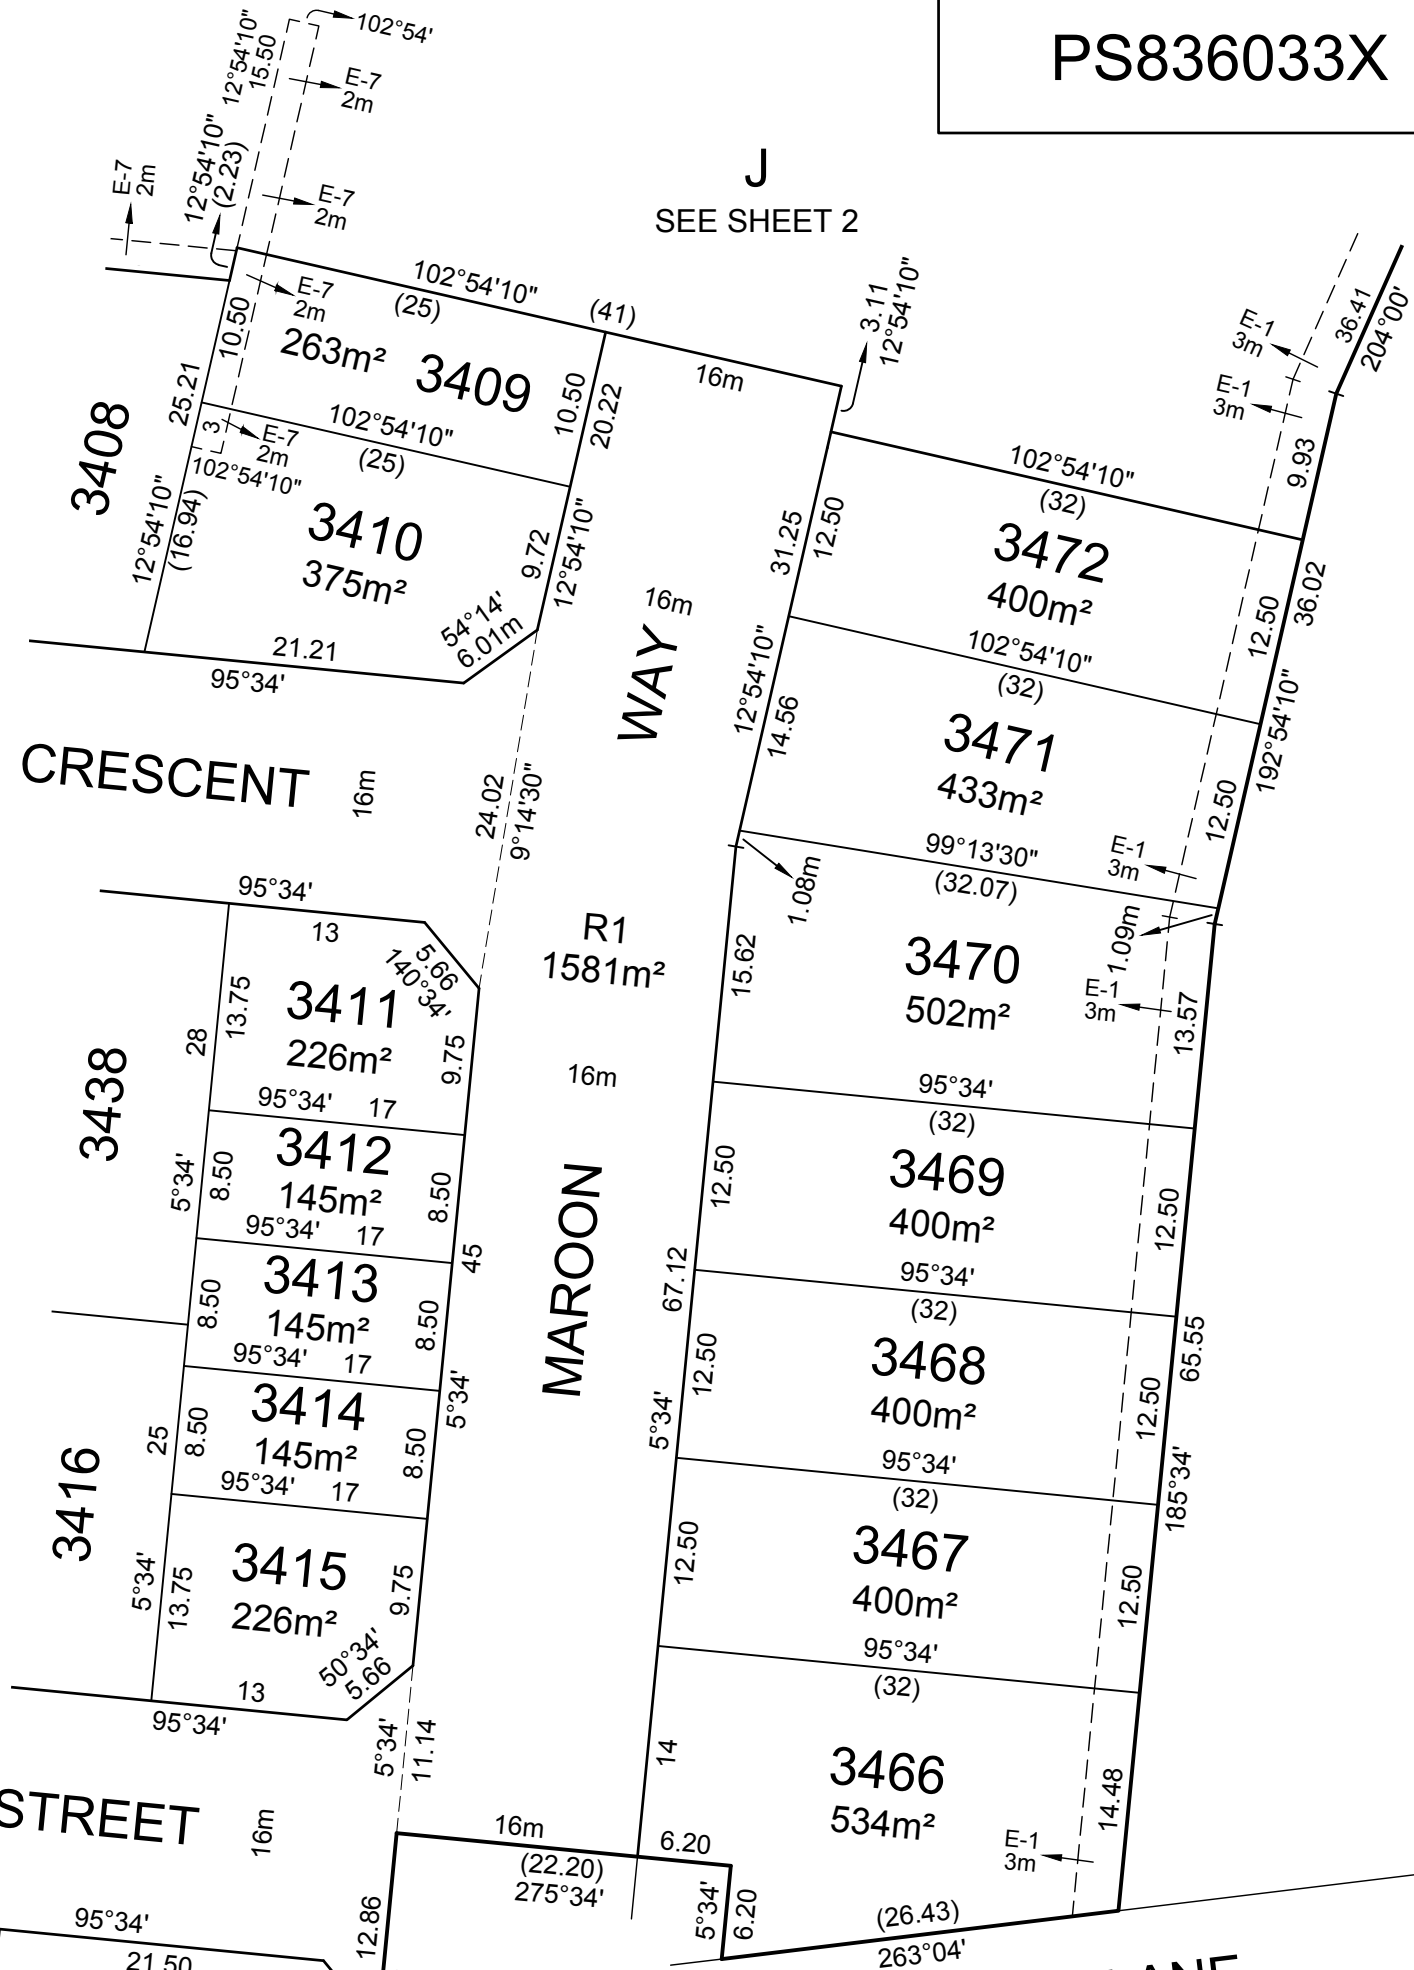 PS836033X
102°54'
12°54'10"
15.50
E-7
2m
12°54'10"
(2.23)
E-7
2m
E-7
2m
J
SEE SHEET 2
102°54'10"
(25)
(41)
E-7
2m
10.50
263m²
3409
16m
3.11
12°54'10"
36.41
204°00'
E-1
3m
E-1
3m
25.21
10.50
20.22
3408
3
E-7
2m
102°54'10"
(25)
102°54'10"
12°54'10"
(16.94)
3410
375m²
9.72
12°54'10"
54°14'
6.01m
21.21
95°34'
102°54'10"
(32)
9.93
31.25
12.50
3472
400m²
12.50
36.02
16m
WAY
102°54'10"
(32)
12°54'10"
14.56
3471
433m²
192°54'10"
12.50
CRESCENT
16m
24.02
9°14'30"
99°13'30"
(32.07)
E-1
3m
1.08m
1.09m
95°34'
13
5.66
140°34'
R1
1581m²
15.62
3470
502m²
E-1
3m
13.57
28
13.75
3411
226m²
9.75
3438
16m
95°34'
17
95°34'
(32)
3412
145m²
5°34'
8.50
8.50
12.50
3469
400m²
12.50
95°34'
17
45
MAROON
67.12
95°34'
(32)
3413
145m²
8.50
8.50
95°34'
17
12.50
3468
400m²
65.55
12.50
3414
145m²
5°34'
5°34'
25
8.50
8.50
95°34'
17
95°34'
(32)
185°34'
3416
3415
226m²
5°34'
13.75
9.75
12.50
3467
400m²
12.50
50°34'
5.66
13
95°34'
95°34'
(32)
5°34'
11.14
14
3466
534m²
14.48
STREET
16m
16m
6.20
(22.20)
275°34'
E-1
3m
12.86
5°34'
6.20
(26.43)
263°04'
95°34'
21.50